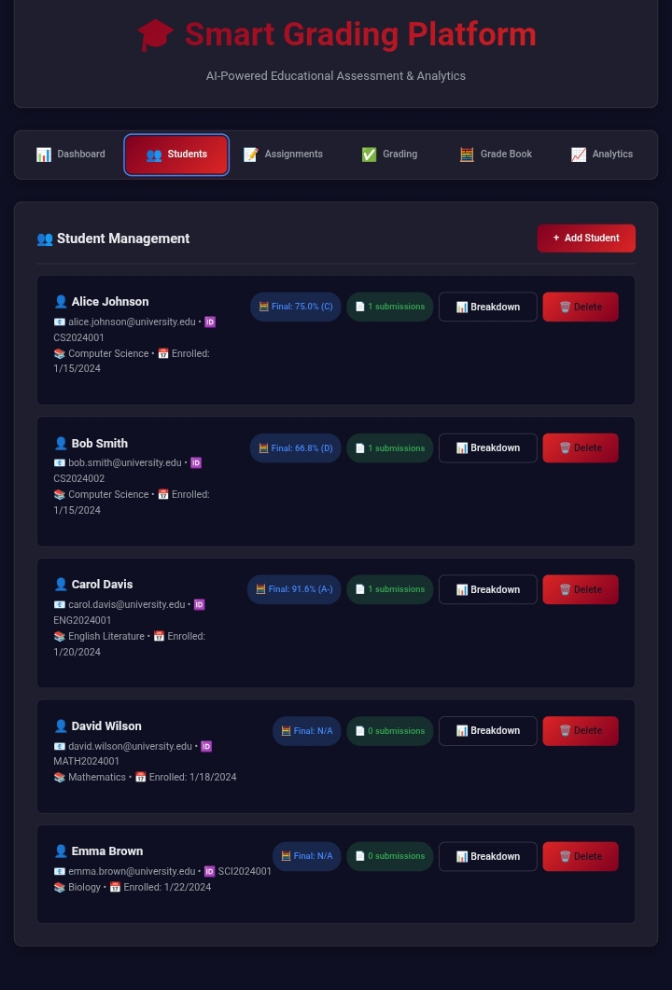 Smart Grading Platform
AI-Powered Educational Assessment & Analytics
Dashboard
Students
Assignments
Grading
Grade Book
Analytics
Student Management
+ Add Student
Alice Johnson
alice.johnson@university.edu • 🆔
CS2024001
Computer Science • 📅 Enrolled:
1/15/2024
Final: 75.0% (C)
1 submissions
Breakdown
Delete
Bob Smith
bob.smith@university.edu • 🆔
CS2024002
Computer Science • 📅 Enrolled:
1/15/2024
Final: 66.8% (D)
1 submissions
Breakdown
Delete
Carol Davis
carol.davis@university.edu • 🆔
ENG2024001
English Literature • 📅 Enrolled:
1/20/2024
Final: 91.6% (A-)
1 submissions
Breakdown
Delete
David Wilson
david.wilson@university.edu • 🆔
MATH2024001
Mathematics • 📅 Enrolled: 1/18/2024
Final: N/A
0 submissions
Breakdown
Delete
Emma Brown
emma.brown@university.edu • 🆔 SCI2024001
Biology • 📅 Enrolled: 1/22/2024
Final: N/A
0 submissions
Breakdown
Delete